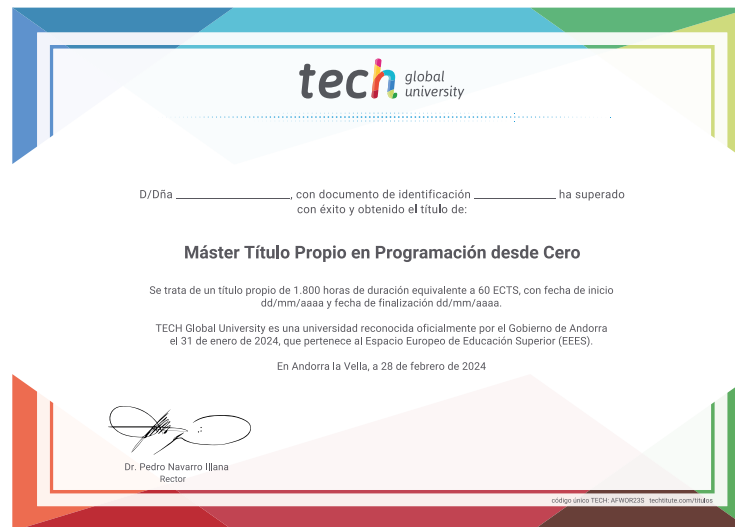 tech global university
D/Dña ______________________, con documento de identificación ________________ ha superado
con éxito y obtenido el título de:
Máster Título Propio en Programación desde Cero
Se trata de un título propio de 1.800 horas de duración equivalente a 60 ECTS, con fecha de inicio
dd/mm/aaaa y fecha de finalización dd/mm/aaaa.
TECH Global University es una universidad reconocida oficialmente por el Gobierno de Andorra
el 31 de enero de 2024, que pertenece al Espacio Europeo de Educación Superior (EEES).
En Andorra la Vella, a 28 de febrero de 2024
Dr. Pedro Navarro Illana
Rector
código único TECH: AFWOR23S techtitute.com/titulos